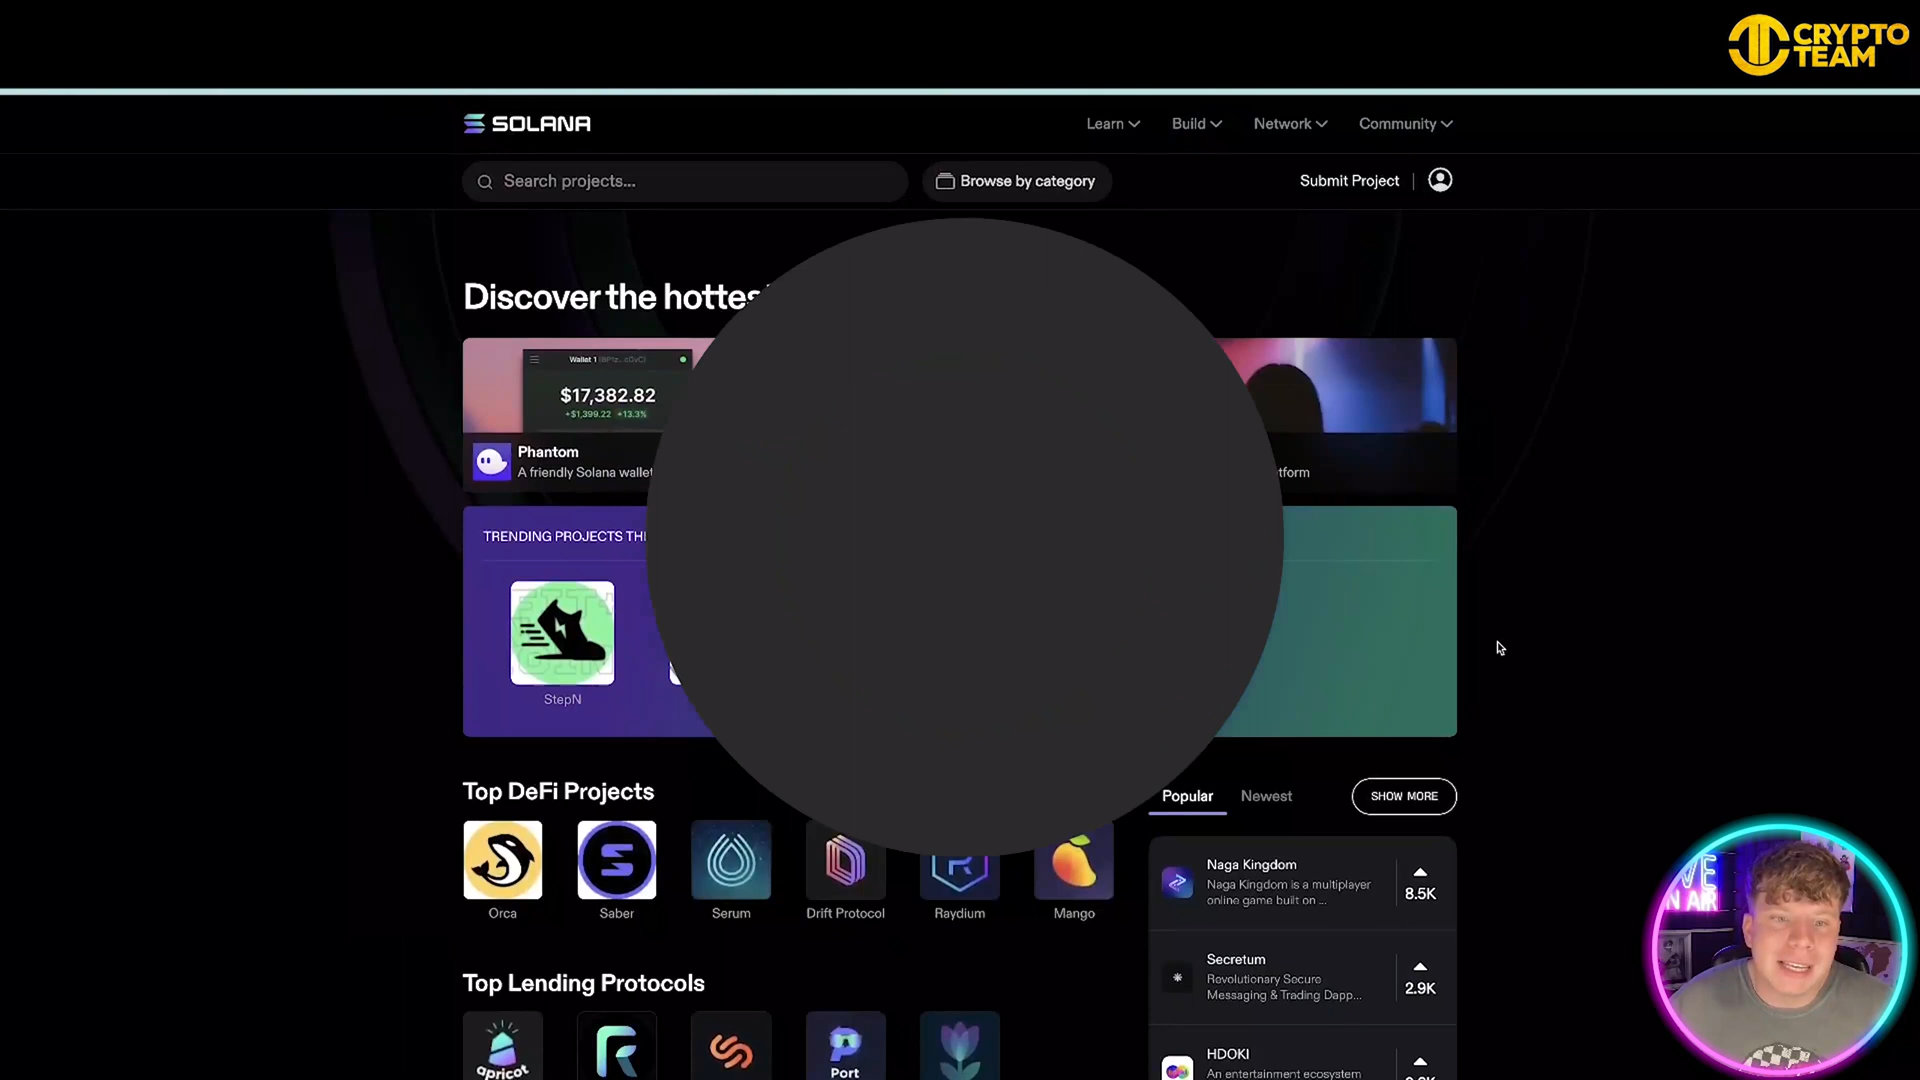 CRYPTO
TEAM
SOLANA
Learn
Build
Network
Community
Search projects...
Browse by category
Submit Project
Discover the
Wallet 1
$17,382.82
+$1,399.22 +13.3%
Phantom
A friendly Solana wallet
TRENDING PROJECTS
StepN
Top DeFi Projects
Popular
Newest
SHOW MORE
Orca
Saber
Serum
Drift Protocol
Raydium
Mango
Naga Kingdom
Naga Kingdom is a multiplayer
online game built on ...
8.5K
Secretum
Revolutionary Secure
Messaging & Trading Dapp...
2.9K
Top Lending Protocols
apricot
Port
HDOKI
An entertainment ecosystem